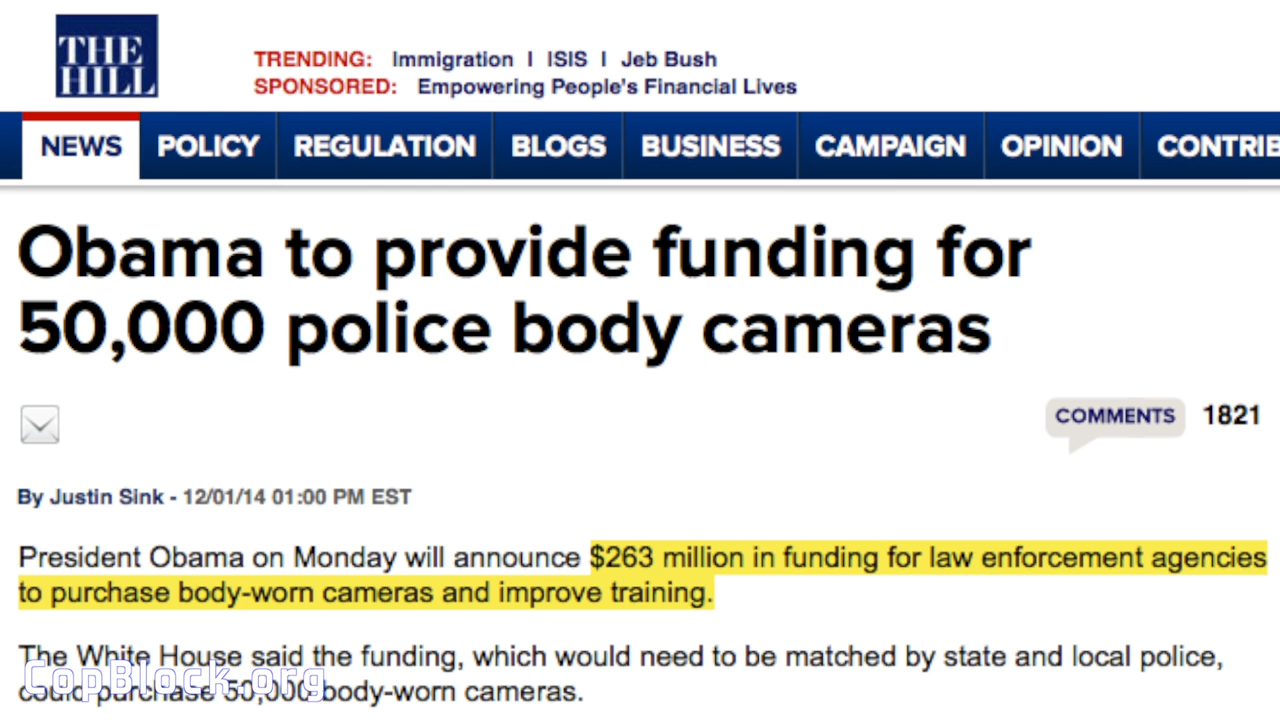 THE
HILL
TRENDING: Immigration | ISIS | Jeb Bush
SPONSORED: Empowering People's Financial Lives
NEWS POLICY REGULATION BLOGS BUSINESS CAMPAIGN OPINION CONTRIB
Obama to provide funding for
50,000 police body cameras
COMMENTS 1821
By Justin Sink - 12/01/14 01:00 PM EST
President Obama on Monday will announce $263 million in funding for law enforcement agencies
to purchase body-worn cameras and improve training.
The White House said the funding, which would need to be matched by state and local police,
could purchase 50,000 body-worn cameras.
CopBlock.org